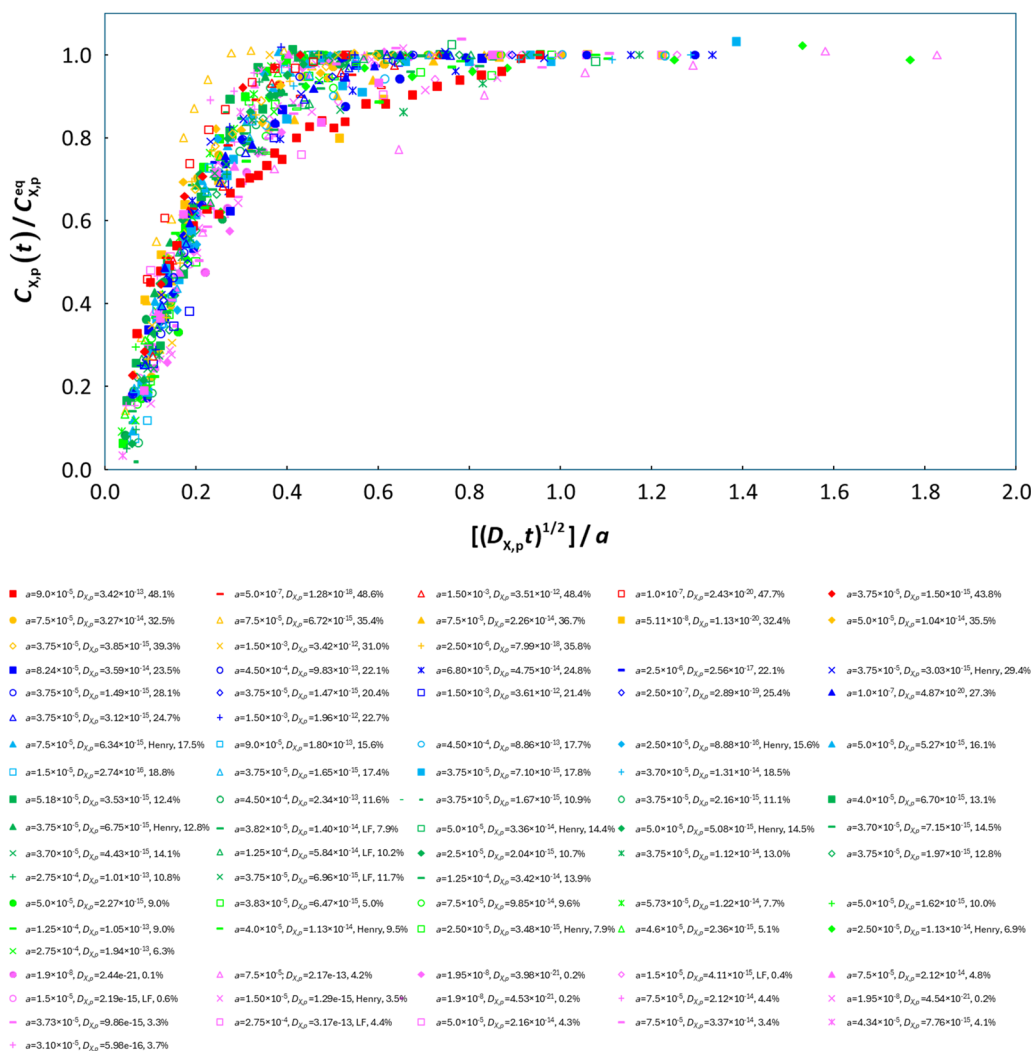 1.0
0.8
0.6
0.4
0.2
0.0
C_X,p(t) / C_X,p^eq
0.0 0.2 0.4 0.6 0.8 1.0 1.2 1.4 1.6 1.8 2.0
[(D_X,p t)^1/2] / a
a=9.0×10⁻⁵, D_X,p=3.42×10⁻¹³, 48.1% a=5.0×10⁻⁷, D_X,p=1.28×10⁻¹⁸, 48.6% a=1.50×10⁻³, D_X,p=3.51×10⁻¹², 48.4% a=1.0×10⁻⁷, D_X,p=2.43×10⁻²⁰, 47.7% a=3.75×10⁻⁵, D_X,p=1.50×10⁻¹⁵, 43.8%
a=7.5×10⁻⁵, D_X,p=3.27×10⁻¹⁴, 32.5% a=7.5×10⁻⁵, D_X,p=6.72×10⁻¹⁵, 35.4% a=7.5×10⁻⁵, D_X,p=2.26×10⁻¹⁴, 36.7% a=5.11×10⁻⁸, D_X,p=1.13×10⁻²⁰, 32.4% a=5.0×10⁻⁵, D_X,p=1.04×10⁻¹⁴, 35.5%
a=3.75×10⁻⁵, D_X,p=3.85×10⁻¹⁵, 39.3% a=1.50×10⁻³, D_X,p=3.42×10⁻¹², 31.0% a=2.50×10⁻⁶, D_X,p=7.99×10⁻¹⁸, 35.8%
a=8.24×10⁻⁵, D_X,p=3.59×10⁻¹⁴, 23.5% a=4.50×10⁻⁴, D_X,p=9.83×10⁻¹³, 22.1% a=6.80×10⁻⁵, D_X,p=4.75×10⁻¹⁴, 24.8% a=2.5×10⁻⁶, D_X,p=2.56×10⁻¹⁷, 22.1% a=3.75×10⁻⁵, D_X,p=3.03×10⁻¹⁵, Henry, 29.4%
a=3.75×10⁻⁵, D_X,p=1.49×10⁻¹⁵, 28.1% a=3.75×10⁻⁵, D_X,p=1.47×10⁻¹⁵, 20.4% a=1.50×10⁻³, D_X,p=3.61×10⁻¹², 21.4% a=2.50×10⁻⁷, D_X,p=2.89×10⁻¹⁹, 25.4% a=1.0×10⁻⁷, D_X,p=4.87×10⁻²⁰, 27.3%
a=3.75×10⁻⁵, D_X,p=3.12×10⁻¹⁵, 24.7% a=1.50×10⁻³, D_X,p=1.96×10⁻¹², 22.7%
a=7.5×10⁻⁵, D_X,p=6.34×10⁻¹⁵, Henry, 17.5% a=9.0×10⁻⁵, D_X,p=1.80×10⁻¹³, 15.6% a=4.50×10⁻⁴, D_X,p=8.86×10⁻¹³, 17.7% a=2.50×10⁻⁵, D_X,p=8.88×10⁻¹⁶, Henry, 15.6% a=5.0×10⁻⁵, D_X,p=5.27×10⁻¹⁵, 16.1%
a=1.5×10⁻⁵, D_X,p=2.74×10⁻¹⁶, 18.8% a=3.75×10⁻⁵, D_X,p=1.65×10⁻¹⁵, 17.4% a=3.75×10⁻⁵, D_X,p=7.10×10⁻¹⁵, 17.8% a=3.70×10⁻⁵, D_X,p=1.31×10⁻¹⁴, 18.5%
a=5.18×10⁻⁵, D_X,p=3.53×10⁻¹⁵, 12.4% a=4.50×10⁻⁴, D_X,p=2.34×10⁻¹³, 11.6% a=3.75×10⁻⁵, D_X,p=1.67×10⁻¹⁵, 10.9% a=3.75×10⁻⁵, D_X,p=2.16×10⁻¹⁵, 11.1% a=4.0×10⁻⁵, D_X,p=6.70×10⁻¹⁵, 13.1%
a=3.75×10⁻⁵, D_X,p=6.75×10⁻¹⁵, Henry, 12.8% a=3.82×10⁻⁵, D_X,p=1.40×10⁻¹⁴, LF, 7.9% a=5.0×10⁻⁵, D_X,p=3.36×10⁻¹⁴, Henry, 14.4% a=5.0×10⁻⁵, D_X,p=5.08×10⁻¹⁵, Henry, 14.5% a=3.70×10⁻⁵, D_X,p=7.15×10⁻¹⁵, 14.5%
a=3.70×10⁻⁵, D_X,p=4.43×10⁻¹⁵, 14.1% a=1.25×10⁻⁴, D_X,p=5.84×10⁻¹⁴, LF, 10.2% a=2.5×10⁻⁵, D_X,p=2.04×10⁻¹⁵, 10.7% a=3.75×10⁻⁵, D_X,p=1.12×10⁻¹⁴, 13.0% a=3.75×10⁻⁵, D_X,p=1.97×10⁻¹⁵, 12.8%
a=2.75×10⁻⁴, D_X,p=1.01×10⁻¹³, 10.8% a=3.75×10⁻⁵, D_X,p=6.96×10⁻¹⁵, LF, 11.7% a=1.25×10⁻⁴, D_X,p=3.42×10⁻¹⁴, 13.9%
a=5.0×10⁻⁵, D_X,p=2.27×10⁻¹⁵, 9.0% a=3.83×10⁻⁵, D_X,p=6.47×10⁻¹⁵, 5.0% a=7.5×10⁻⁵, D_X,p=9.85×10⁻¹⁴, 9.6% a=5.73×10⁻⁵, D_X,p=1.22×10⁻¹⁴, 7.7% a=5.0×10⁻⁵, D_X,p=1.62×10⁻¹⁵, 10.0%
a=1.25×10⁻⁴, D_X,p=1.05×10⁻¹³, 9.0% a=4.0×10⁻⁵, D_X,p=1.13×10⁻¹⁴, Henry, 9.5% a=2.50×10⁻⁵, D_X,p=3.48×10⁻¹⁵, Henry, 7.9% a=4.6×10⁻⁵, D_X,p=2.36×10⁻¹⁵, 5.1% a=2.50×10⁻⁵, D_X,p=1.13×10⁻¹⁴, Henry, 6.9%
a=2.75×10⁻⁴, D_X,p=1.94×10⁻¹³, 6.3%
a=1.9×10⁻⁸, D_X,p=2.44e-21, 0.1% a=7.5×10⁻⁵, D_X,p=2.17e-13, 4.2% a=1.95×10⁻⁸, D_X,p=3.98×10⁻²¹, 0.2% a=1.5×10⁻⁵, D_X,p=4.11×10⁻¹⁵, LF, 0.4% a=7.5×10⁻⁵, D_X,p=2.12×10⁻¹⁴, 4.8%
a=1.5×10⁻⁵, D_X,p=2.19e-15, LF, 0.6% a=1.50×10⁻⁵, D_X,p=1.29e-15, Henry, 3.5% a=1.9×10⁻⁸, D_X,p=4.53×10⁻²¹, 0.2% a=7.5×10⁻⁵, D_X,p=2.12×10⁻¹⁴, 4.4% a=1.95×10⁻⁸, D_X,p=4.54×10⁻²¹, 0.2%
a=3.73×10⁻⁵, D_X,p=9.86e-15, 3.3% a=2.75×10⁻⁴, D_X,p=3.17e-13, LF, 4.4% a=5.0×10⁻⁵, D_X,p=2.16×10⁻¹⁴, 4.3% a=7.5×10⁻⁵, D_X,p=3.37×10⁻¹⁴, 3.4% a=4.34×10⁻⁵, D_X,p=7.76×10⁻¹⁵, 4.1%
a=3.10×10⁻⁵, D_X,p=5.98e-16, 3.7%